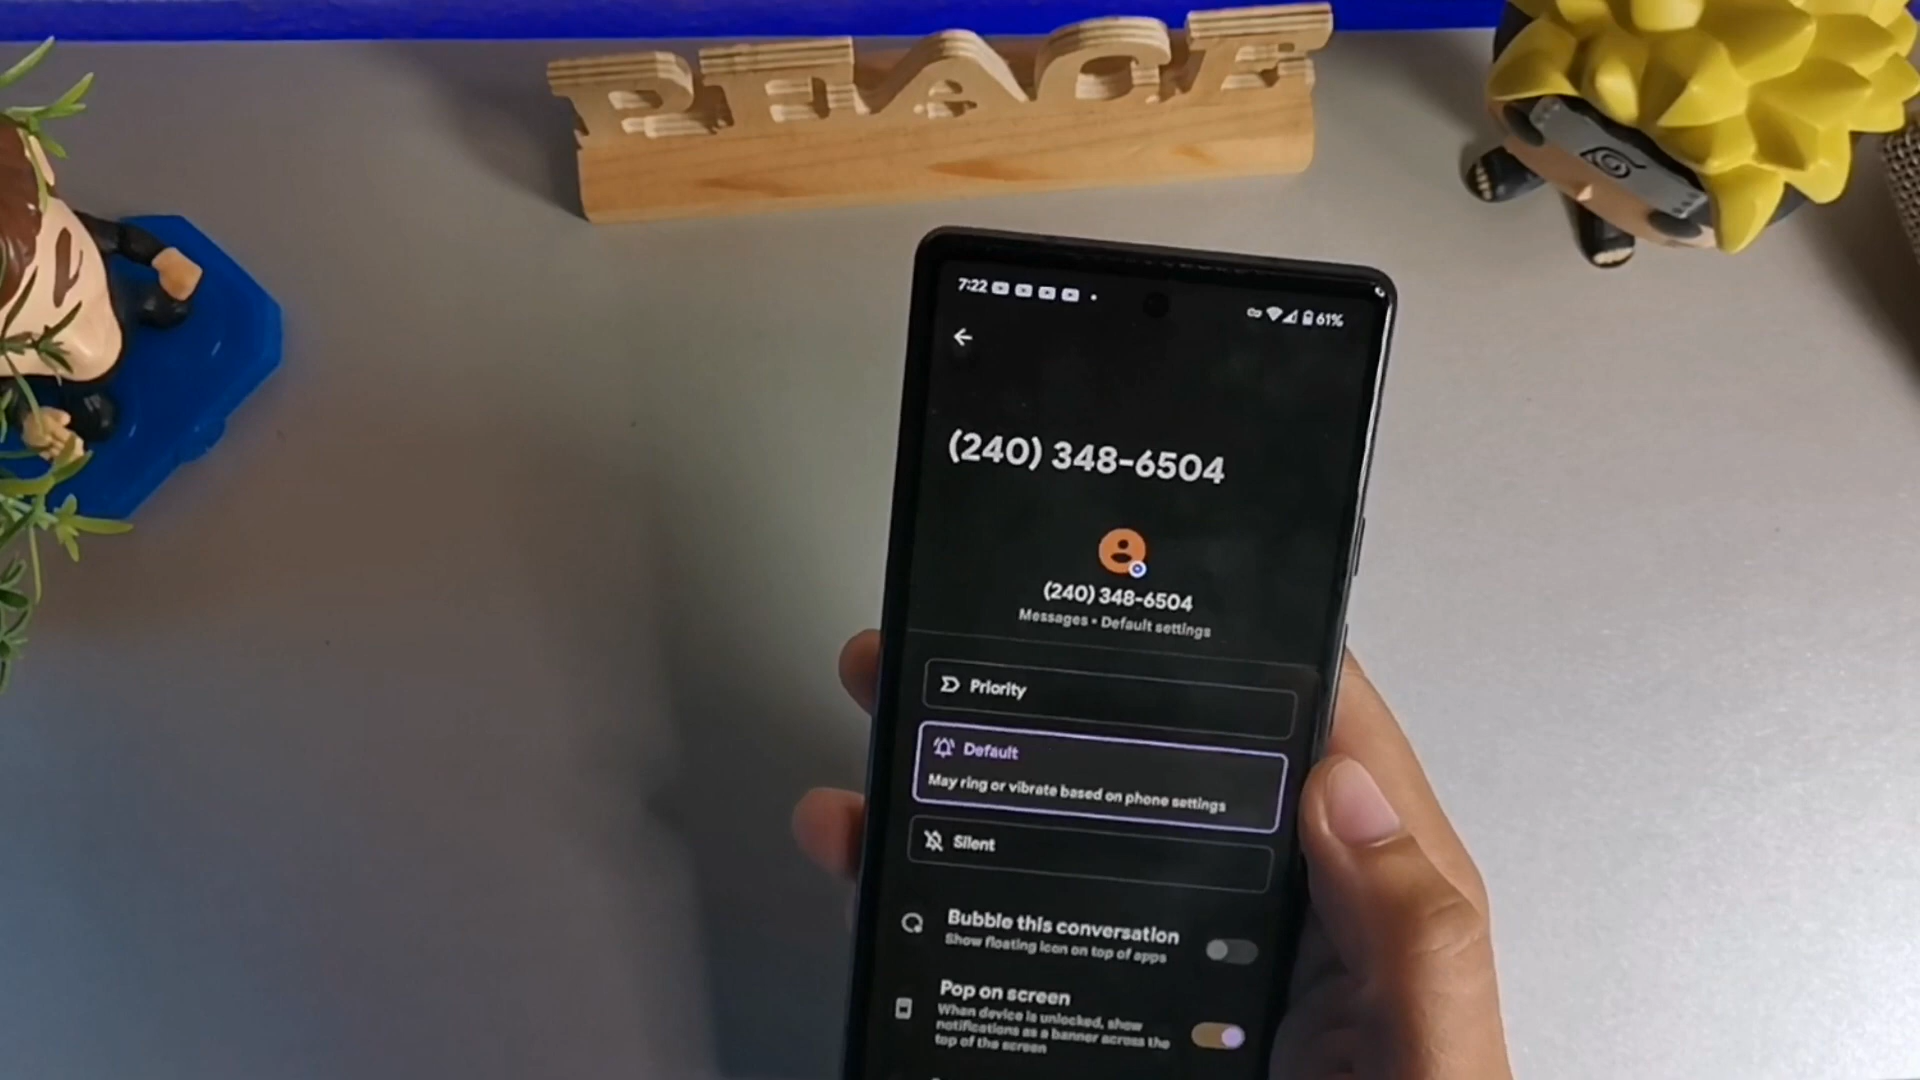 PEACE
7:22
61%
(240) 348-6504
(240) 348-6504
Messages • Default settings
Priority
Default
May ring or vibrate based on phone settings
Silent
Bubble this conversation
Show floating icon on top of apps
Pop on screen
When device is unlocked, show
notifications as a banner across the
top of the screen